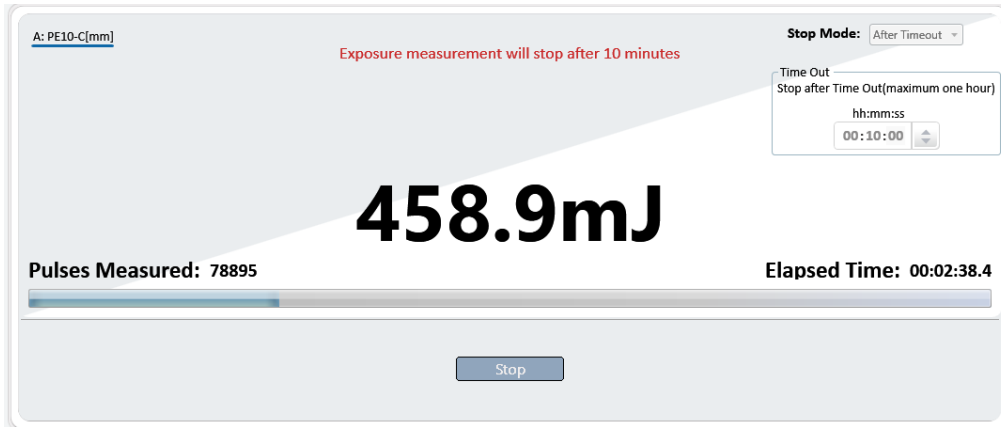 A: PE10-C[mm]
Exposure measurement will stop after 10 minutes
Stop Mode: After Timeout
Time Out
Stop after Time Out(maximum one hour)
hh:mm:ss
00:10:00
458.9mJ
Pulses Measured: 78895
Elapsed Time: 00:02:38.4
Stop